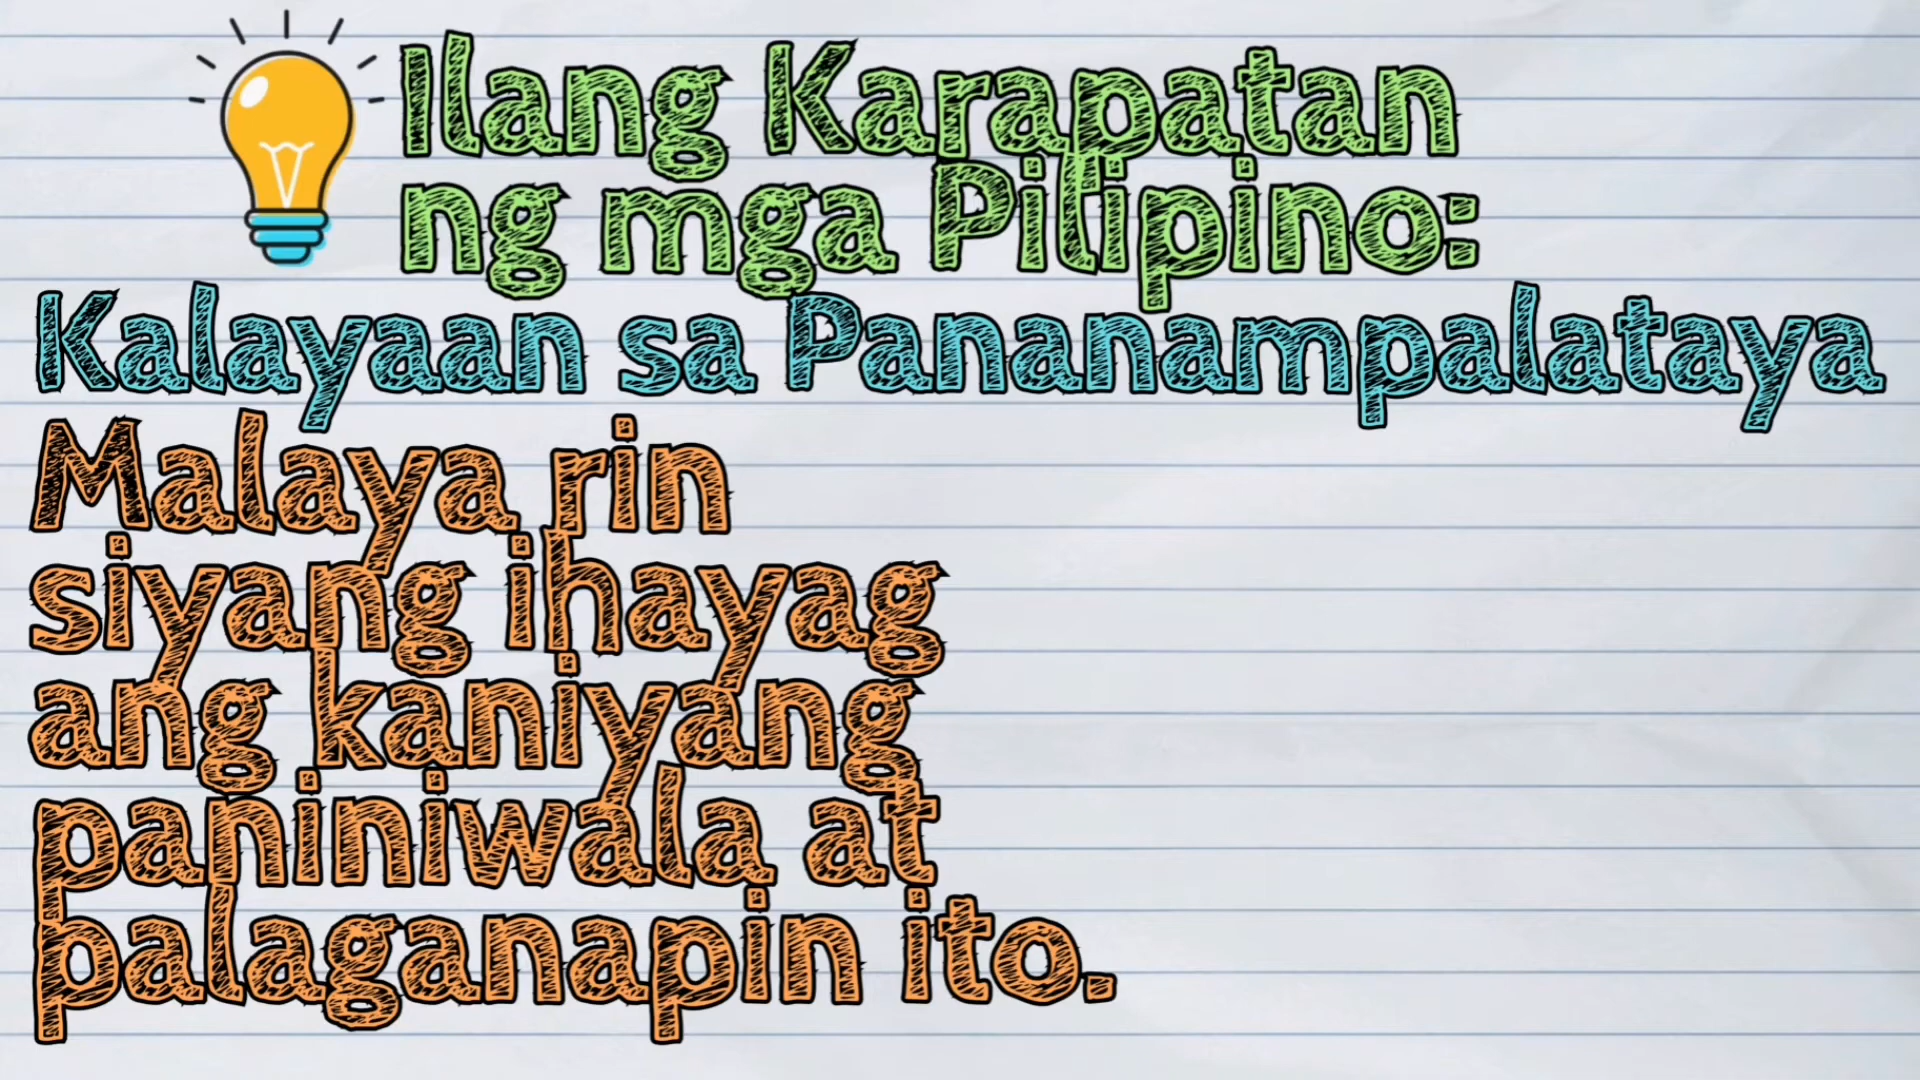 Ilang Karapatan
ng mga Pilipino:
Kalayaan sa Pananampalataya
Malaya rin
siyang ihayag
ang kaniyang
paniniwala at
palaganapin ito.